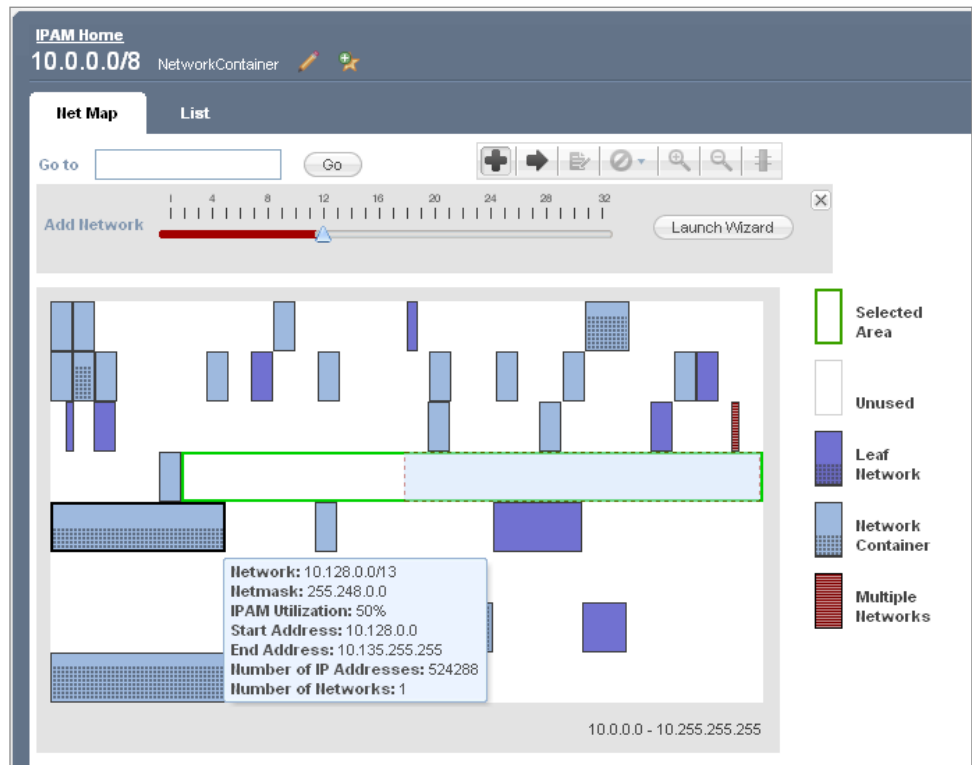 IPAM Home
10.0.0.0/8 NetworkContainer
Net Map List
Go to Go
1 4 8 12 16 20 24 28 32
Add Network Launch Wizard
Selected
Area
Unused
Leaf
Network
Network
Container
Multiple
Networks
Network: 10.128.0.0/13
Netmask: 255.248.0.0
IPAM Utilization: 50%
Start Address: 10.128.0.0
End Address: 10.135.255.255
Number of IP Addresses: 524288
Number of Networks: 1
10.0.0.0 - 10.255.255.255